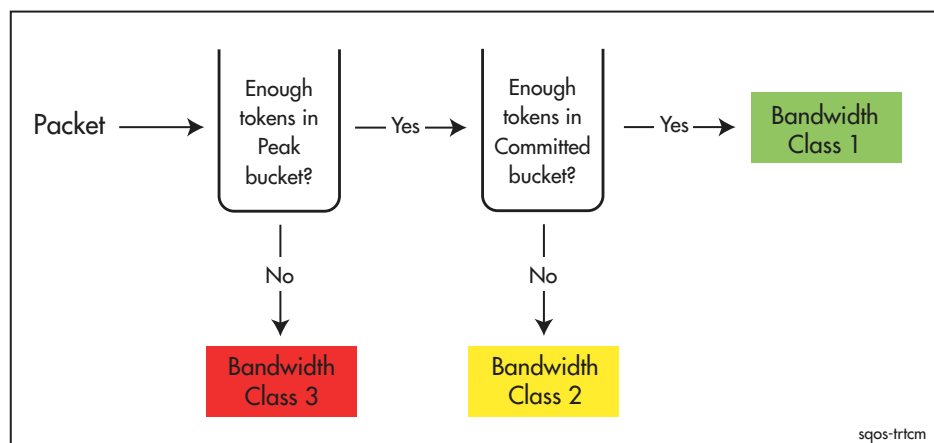 Packet
Enough
tokens in
Peak
bucket?
Yes
Enough
tokens in
Committed
bucket?
Yes
Bandwidth
Class 1
No
No
Bandwidth
Class 3
Bandwidth
Class 2
sqos-trtcm